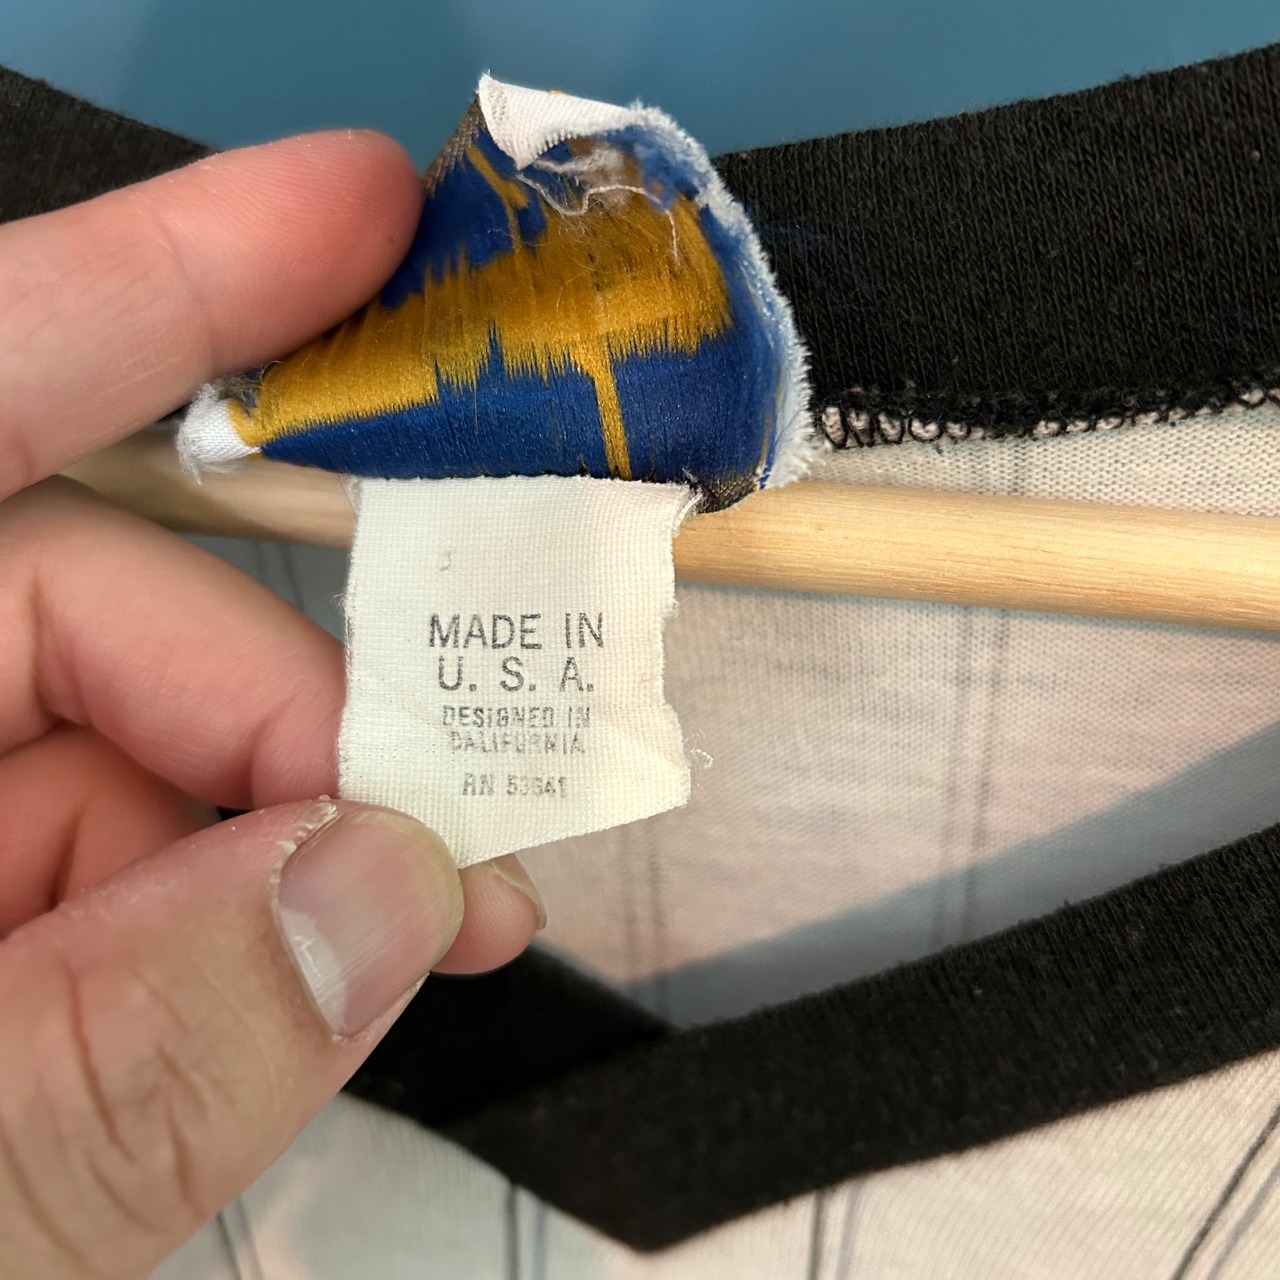 MADE IN
U. S. A.
DESIGNED IN
CALIFORNIA
RN 53641